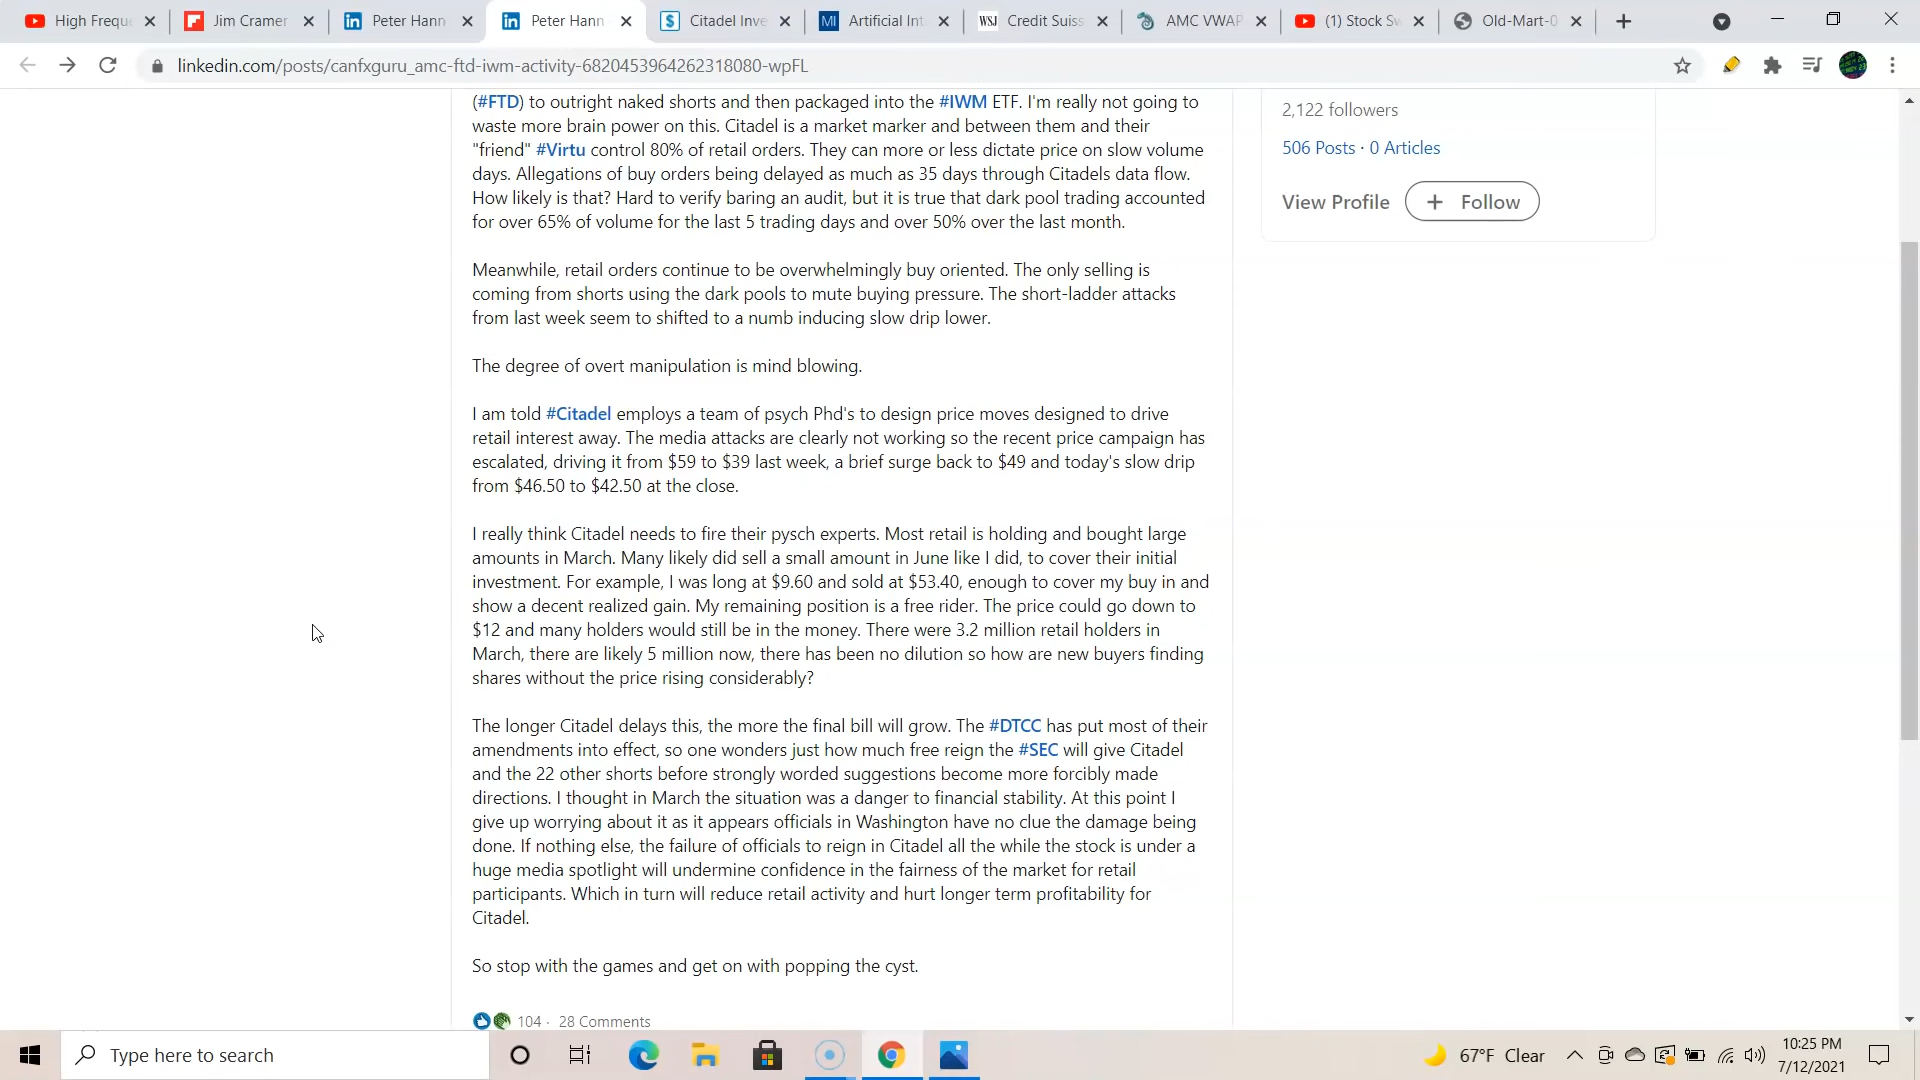 High Freque
Jim Cramer
Peter Hann
Peter Hann
Citadel Inve
Artificial Int
WSJ Credit Suiss
AMC VWAP
(1) Stock Sw
Old-Mart-0
linkedin.com/posts/canfxguru_amc-ftd-iwm-activity-6820453964262318080-wpFL
(#FTD) to outright naked shorts and then packaged into the #IWM ETF. I'm really not going to
waste more brain power on this. Citadel is a market marker and between them and their
"friend" #Virtu control 80% of retail orders. They can more or less dictate price on slow volume
days. Allegations of buy orders being delayed as much as 35 days through Citadels data flow.
How likely is that? Hard to verify baring an audit, but it is true that dark pool trading accounted
for over 65% of volume for the last 5 trading days and over 50% over the last month.
Meanwhile, retail orders continue to be overwhelmingly buy oriented. The only selling is
coming from shorts using the dark pools to mute buying pressure. The short-ladder attacks
from last week seem to shifted to a numb inducing slow drip lower.
The degree of overt manipulation is mind blowing.
I am told #Citadel employs a team of psych Phd's to design price moves designed to drive
retail interest away. The media attacks are clearly not working so the recent price campaign has
escalated, driving it from $59 to $39 last week, a brief surge back to $49 and today's slow drip
from $46.50 to $42.50 at the close.
I really think Citadel needs to fire their pysch experts. Most retail is holding and bought large
amounts in March. Many likely did sell a small amount in June like I did, to cover their initial
investment. For example, I was long at $9.60 and sold at $53.40, enough to cover my buy in and
show a decent realized gain. My remaining position is a free rider. The price could go down to
$12 and many holders would still be in the money. There were 3.2 million retail holders in
March, there are likely 5 million now, there has been no dilution so how are new buyers finding
shares without the price rising considerably?
The longer Citadel delays this, the more the final bill will grow. The #DTCC has put most of their
amendments into effect, so one wonders just how much free reign the #SEC will give Citadel
and the 22 other shorts before strongly worded suggestions become more forcibly made
directions. I thought in March the situation was a danger to financial stability. At this point I
give up worrying about it as it appears officials in Washington have no clue the damage being
done. If nothing else, the failure of officials to reign in Citadel all the while the stock is under a
huge media spotlight will undermine confidence in the fairness of the market for retail
participants. Which in turn will reduce retail activity and hurt longer term profitability for
Citadel.
So stop with the games and get on with popping the cyst.
104 · 28 Comments
2,122 followers
506 Posts · 0 Articles
View Profile
+ Follow
Type here to search
67°F Clear
10:25 PM
7/12/2021